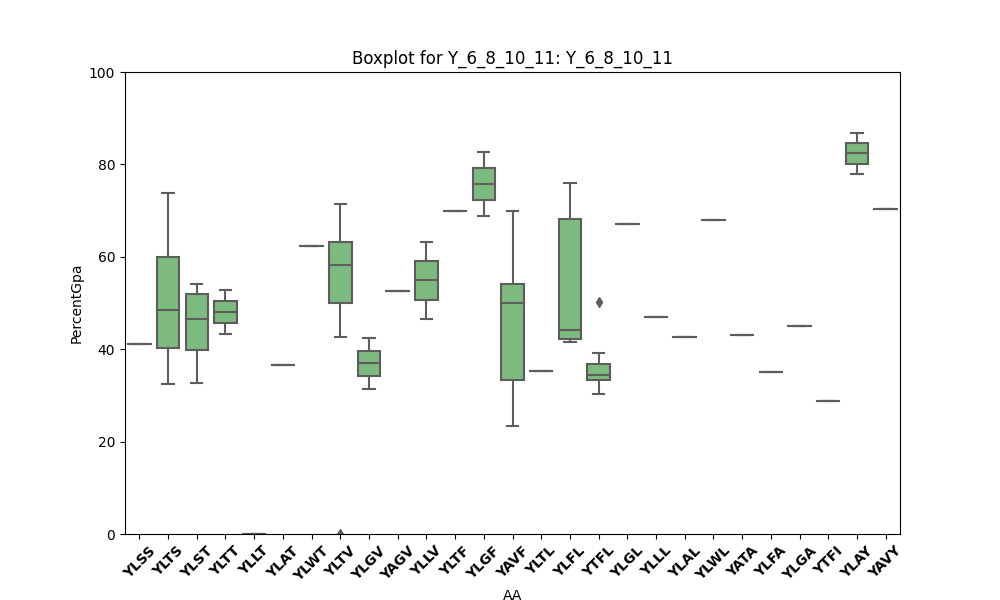 Boxplot for Y_6_8_10_11: Y_6_8_10_11
100
80
60
40
20
0
PercentGpa
YLSS YLTS YLST YLTT YLLT YLAT YLWT YLTV YLGV YAGV YLLV YLTF YLGF YAVF YLTL YLFL YTFL YLGL YLLL YLAL YLWL YATA YLFA YLGA YTFI YLAY YAVY
AA